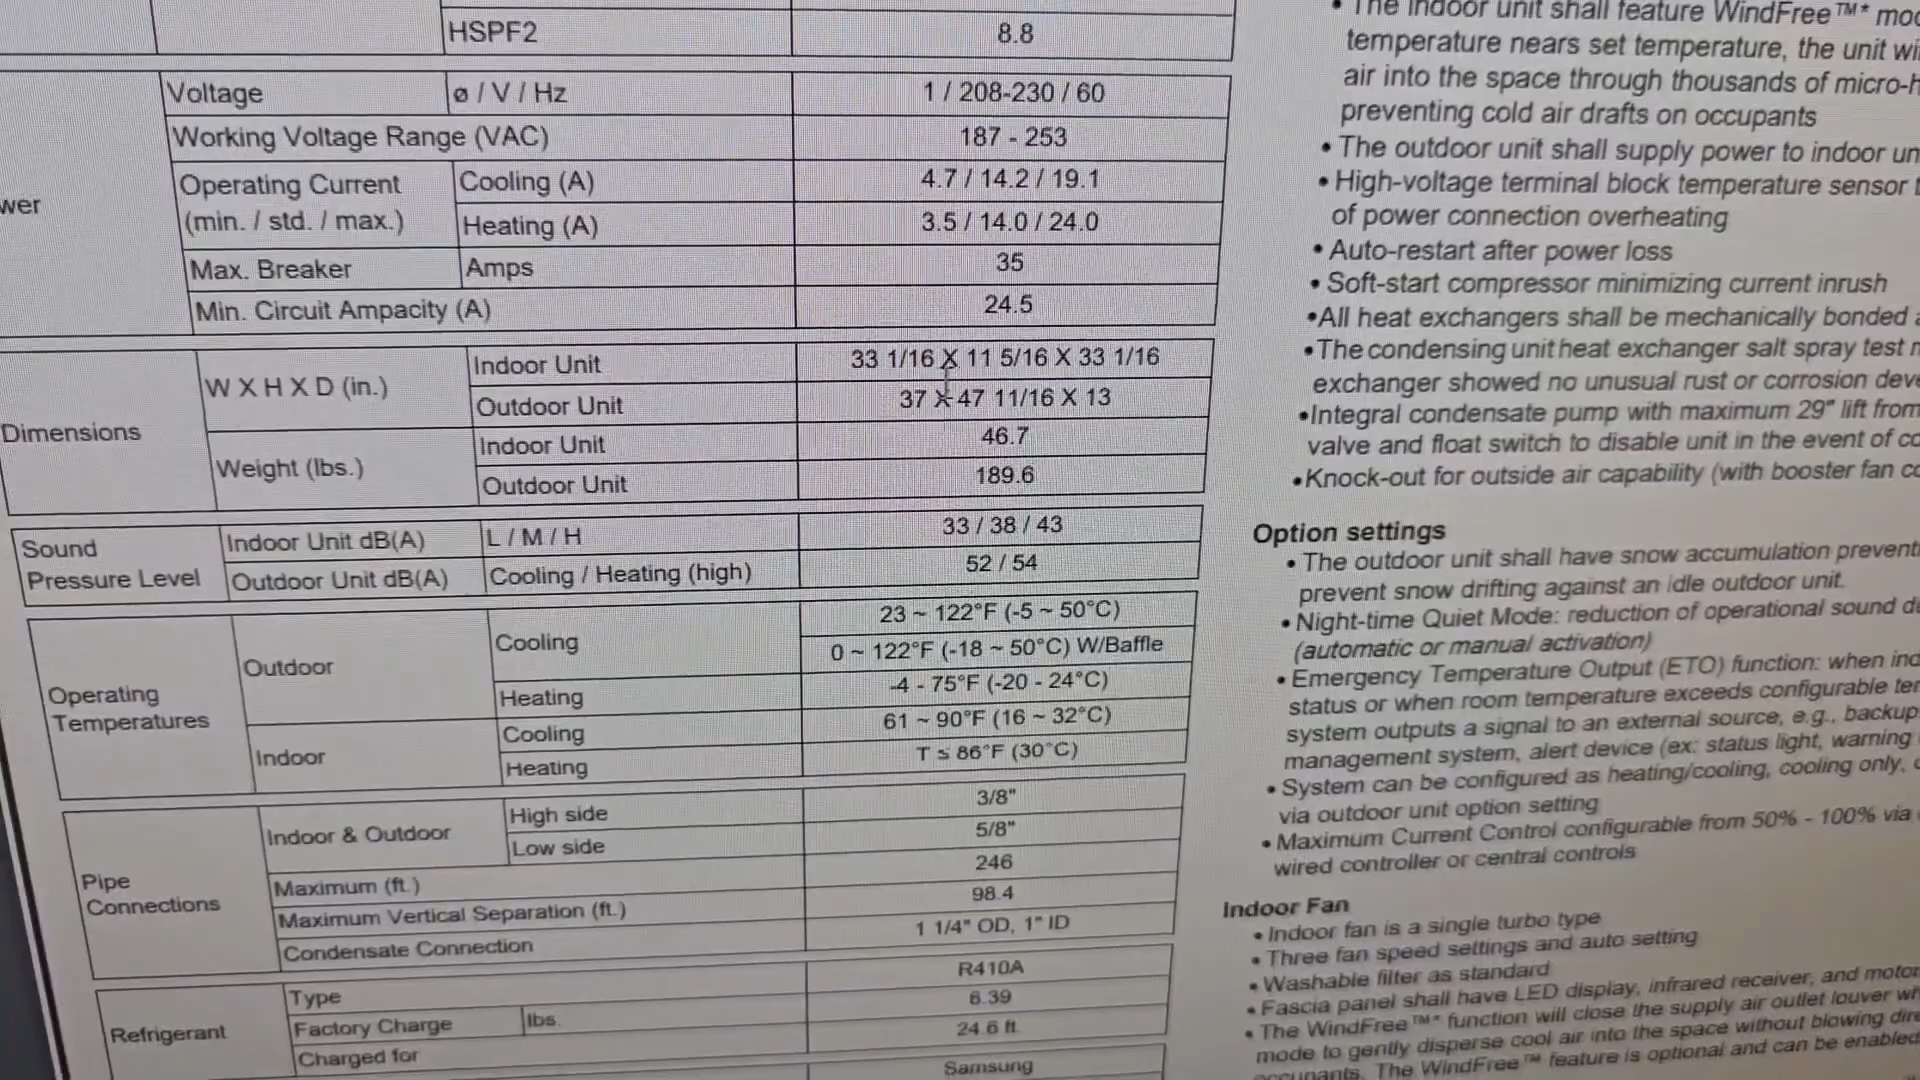 HSPF2 8.8
wer
Voltage ø / V / Hz 1 / 208-230 / 60
Working Voltage Range (VAC) 187 - 253
Operating Current (min. / std. / max.) Cooling (A) 4.7 / 14.2 / 19.1
Heating (A) 3.5 / 14.0 / 24.0
Max. Breaker Amps 35
Min. Circuit Ampacity (A) 24.5
Dimensions
W X H X D (in.) Indoor Unit 33 1/16 X 11 5/16 X 33 1/16
Outdoor Unit 37 X 47 11/16 X 13
Weight (lbs.) Indoor Unit 46.7
Outdoor Unit 189.6
Sound Pressure Level
Indoor Unit dB(A) L / M / H 33 / 38 / 43
Outdoor Unit dB(A) Cooling / Heating (high) 52 / 54
Operating Temperatures
Outdoor Cooling 23 ~ 122°F (-5 ~ 50°C)
0 ~ 122°F (-18 ~ 50°C) W/Baffle
Heating -4 - 75°F (-20 - 24°C)
Indoor Cooling 61 ~ 90°F (16 ~ 32°C)
Heating T ≤ 86°F (30°C)
Pipe Connections
Indoor & Outdoor High side 3/8"
Low side 5/8"
Maximum (ft.) 246
Maximum Vertical Separation (ft.) 98.4
Condensate Connection 1 1/4" OD, 1" ID
Refrigerant
Type R410A
Factory Charge lbs. 6.39
Charged for 24.6 ft.
Samsung
• The indoor unit shall feature WindFree™* mod
temperature nears set temperature, the unit wi
air into the space through thousands of micro-h
preventing cold air drafts on occupants
• The outdoor unit shall supply power to indoor un
• High-voltage terminal block temperature sensor t
of power connection overheating
• Auto-restart after power loss
• Soft-start compressor minimizing current inrush
•All heat exchangers shall be mechanically bonded a
•The condensing unit heat exchanger salt spray test r
exchanger showed no unusual rust or corrosion deve
•Integral condensate pump with maximum 29" lift from
valve and float switch to disable unit in the event of co
•Knock-out for outside air capability (with booster fan co
Option settings
• The outdoor unit shall have snow accumulation preventi
prevent snow drifting against an idle outdoor unit.
• Night-time Quiet Mode: reduction of operational sound d
(automatic or manual activation)
• Emergency Temperature Output (ETO) function: when ind
status or when room temperature exceeds configurable ter
system outputs a signal to an external source, e.g., backup
management system, alert device (ex: status light, warning
• System can be configured as heating/cooling, cooling only,
via outdoor unit option setting
• Maximum Current Control configurable from 50% - 100% via
wired controller or central controls
Indoor Fan
• Indoor fan is a single turbo type
• Three fan speed settings and auto setting
• Washable filter as standard
• Fascia panel shall have LED display, infrared receiver, and motor
• The WindFree™* function will close the supply air outlet louver wh
mode to gently disperse cool air into the space without blowing dire
occupants. The WindFree™ feature is optional and can be enabled